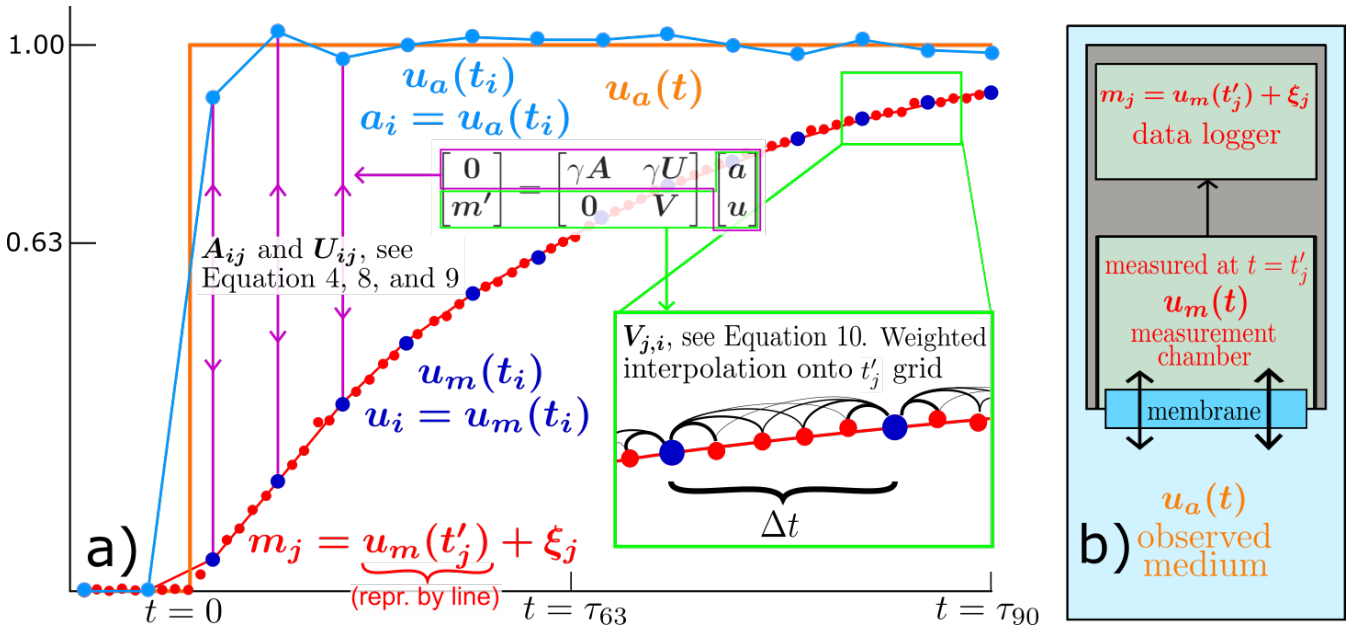 1.00
0.63
u_a(t_i)
a_i = u_a(t_i)
u_a(t)
[0] = [γA γU] [a]
[m′] [0 V] [u]
A_ij and U_ij, see
Equation 4, 8, and 9
u_m(t_i)
u_i = u_m(t_i)
V_j,i, see Equation 10. Weighted
interpolation onto t′_j grid
Δt
a)
m_j = u_m(t′_j) + ξ_j
(repr. by line)
t = 0
t = τ_63
t = τ_90
m_j = u_m(t′_j) + ξ_j
data logger
measured at t = t′_j
u_m(t)
measurement
chamber
membrane
u_a(t)
b) observed
medium